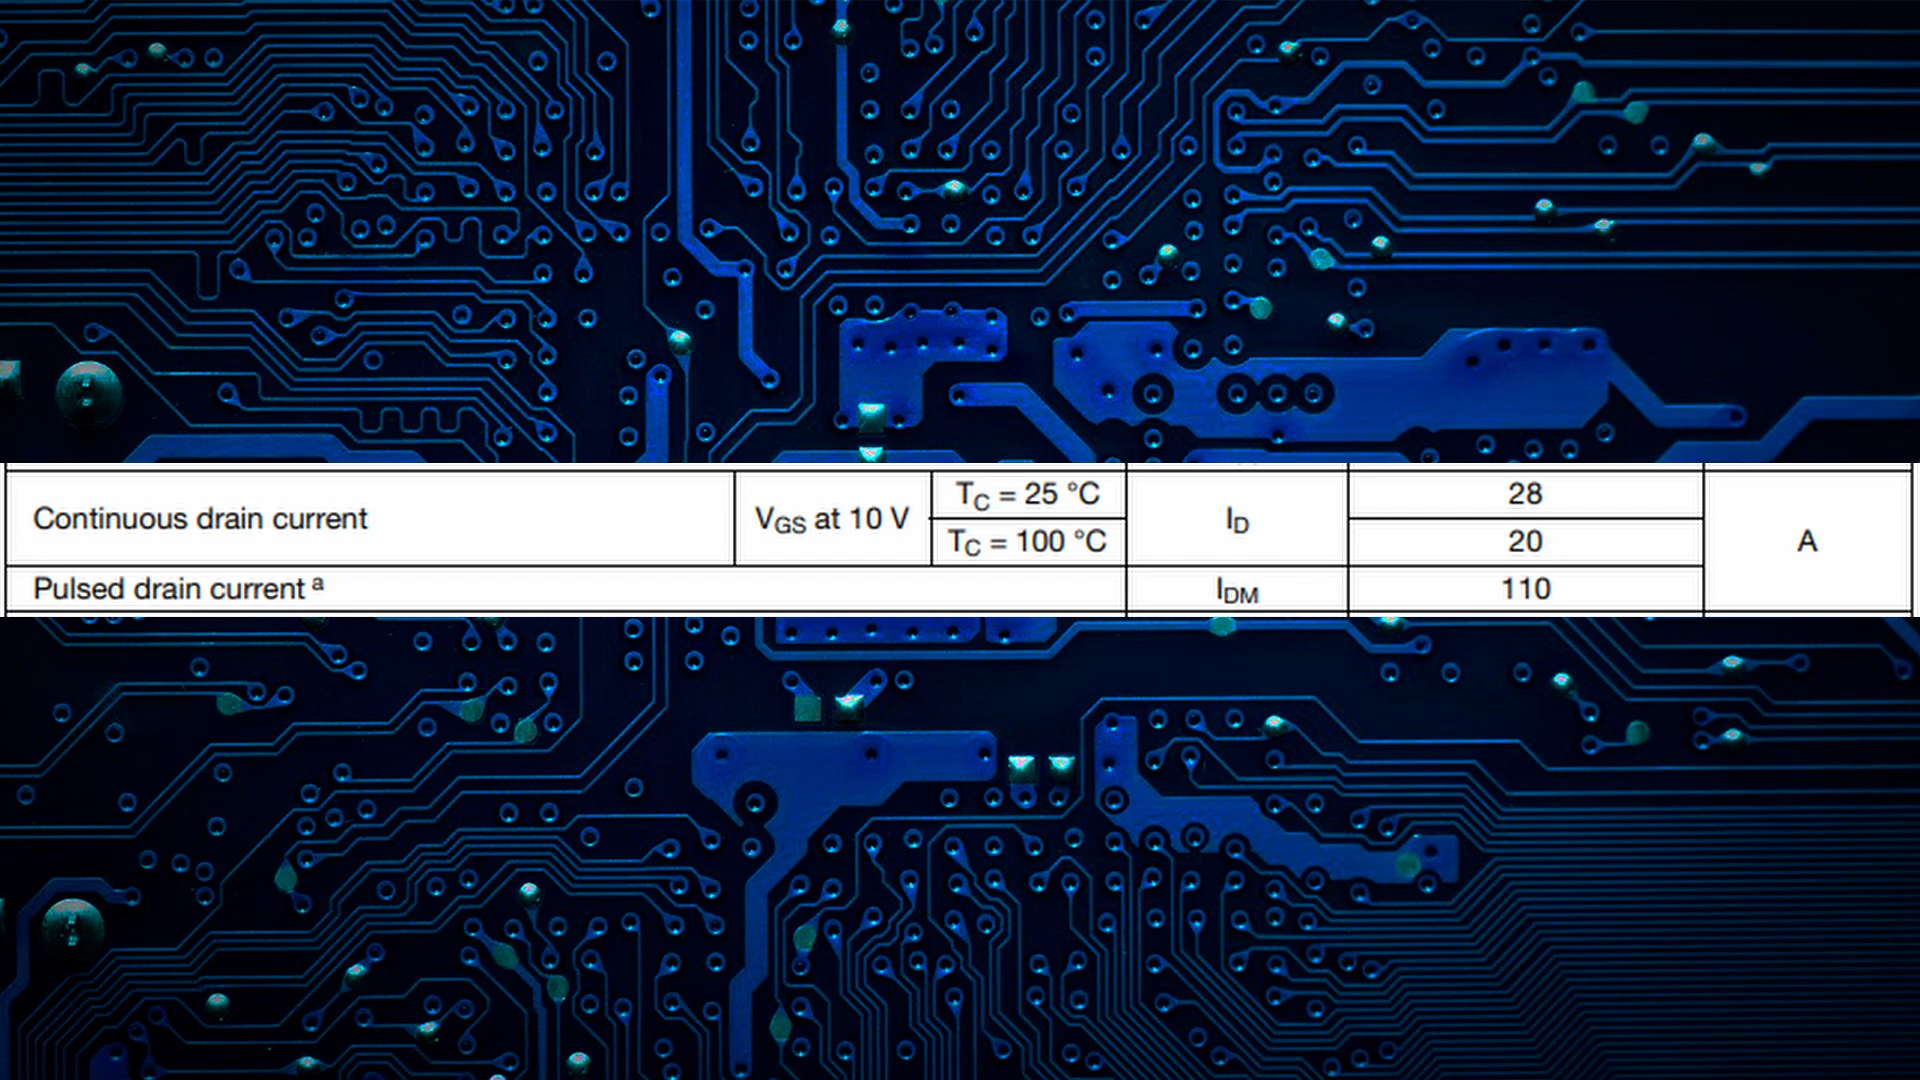 Continuous drain current VGS at 10 V TC = 25 °C ID 28 A
TC = 100 °C 20
Pulsed drain current a IDM 110